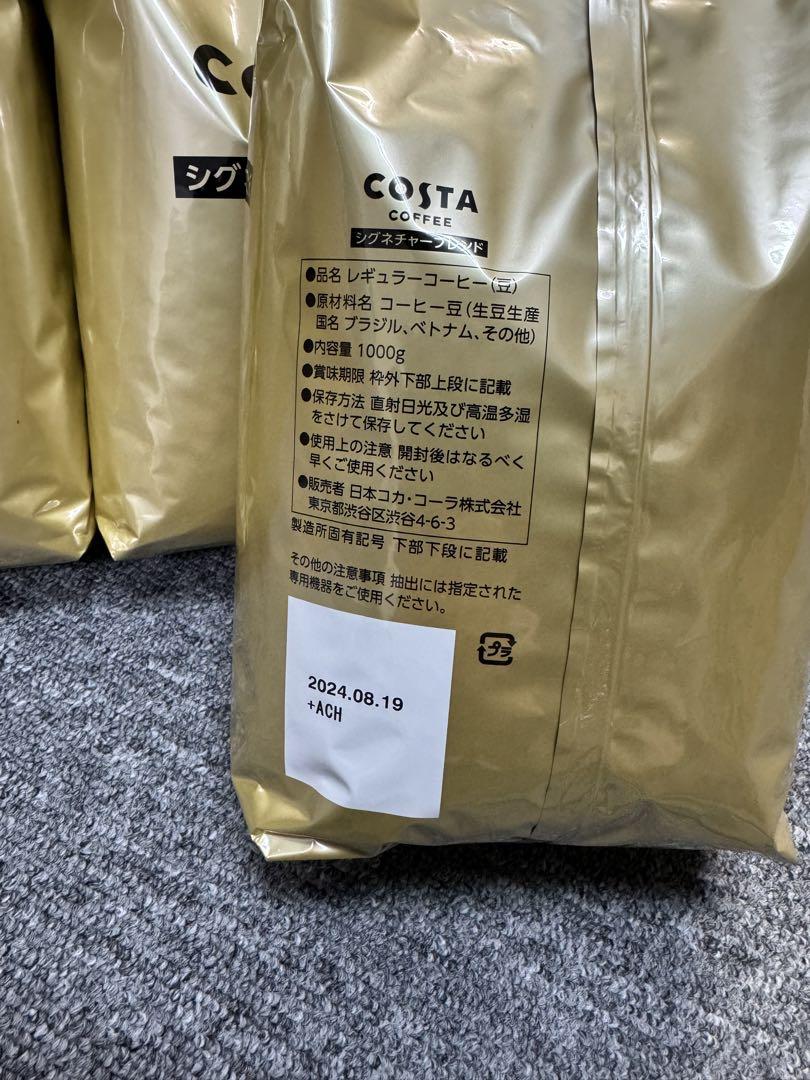 C
シグ
COSTA
COFFEE
シグネチャーブレンド
●品名 レギュラーコーヒー(豆)
●原材料名 コーヒー豆(生豆生産
国名 ブラジル、ベトナム、その他)
●内容量 1000g
●賞味期限 枠外下部上段に記載
●保存方法 直射日光及び高温多湿
をさけて保存してください
●使用上の注意 開封後はなるべく
早くご使用ください
●販売者 日本コカ・コーラ株式会社
東京都渋谷区渋谷4-6-3
製造所固有記号 下部下段に記載
その他の注意事項 抽出には指定された
専用機器をご使用ください。
プラ
2024.08.19
+ACH